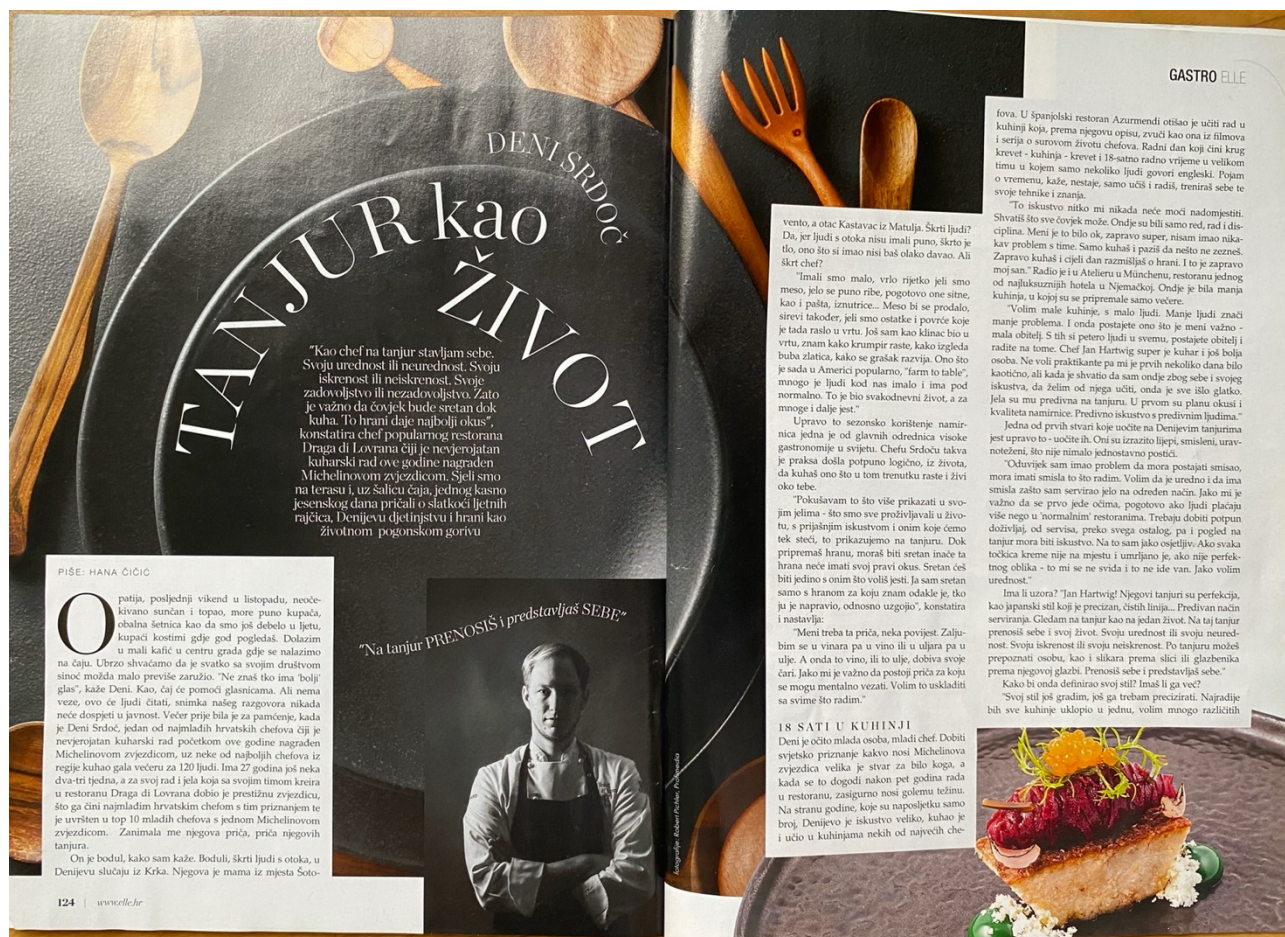 DENI SRDOČ
TANJUR kao
ŽIVOT
"Kao chef na tanjur stavljam sebe.
Svoju urednost ili neurednost. Svoju
iskrenost ili neiskrenost. Svoje
zadovoljstvo ili nezadovoljstvo. Zato
je važno da čovjek bude sretan dok
kuha. To hrani daje najbolji okus",
konstatira chef popularnog restorana
Draga di Lovrana čiji je nevjerojatan
kuharski rad ove godine nagrađen
Michelinovom zvjezdicom. Sjeli smo
na terasu i, uz šalicu čaja, jednog kasno
jesenskog dana pričali o slatkoći ljetnih
rajčica, Denijevu djetinjstvu i hrani kao
životnom pogonskom gorivu
PIŠE: HANA ČIČIĆ
Opatija, posljednji vikend u listopadu, neoče-
kivano sunčan i topao, more puno kupača,
obalna šetnica kao da smo još debelo u ljetu,
kupaći kostimi gdje god pogledaš. Dolazim
u mali kafić u centru grada gdje se nalazimo
na čaju. Ubrzo shvaćamo da je svatko sa svojim društvom
sinoć možda malo previše zaružio. "Ne znaš tko ima 'bolji'
glas", kaže Deni. Kao, čaj će pomoći glasnicama. Ali nema
veze, ovo će ljudi čitati, snimka našeg razgovora nikada
neće dospjeti u javnost. Večer prije bila je za pamćenje, kada
je Deni Srdoč, jedan od najmlađih hrvatskih chefova čiji je
nevjerojatan kuharski rad početkom ove godine nagrađen
Michelinovom zvjezdicom, uz neke od najboljih chefova iz
regije kuhao gala večeru za 120 ljudi. Ima 27 godina još neka
dva-tri tjedna, a za svoj rad i jela koja sa svojim timom kreira
u restoranu Draga di Lovrana dobio je prestižnu zvjezdicu,
što ga čini najmlađim hrvatskim chefom s tim priznanjem te
je uvršten u top 10 mladih chefova s jednom Michelinovom
zvjezdicom. Zanimala me njegova priča, priča njegovih
tanjura.
On je bodul, kako sam kaže. Boduli, škrti ljudi s otoka, u
Denijevu slučaju iz Krka. Njegova je mama iz mjesta Šoto-
124 | www.elle.hr
"Na tanjur PRENOSIŠ i predstavljaš SEBE"
fotografije: Robert Pichler, Promedia
vento, a otac Kastavac iz Matulja. Škrti ljudi?
Da, jer ljudi s otoka nisu imali puno, škrto je
tlo, ono što si imao nisi baš olako davao. Ali
škrt chef?
"Imali smo malo, vrlo rijetko jeli smo
meso, jelo se puno ribe, pogotovo one sitne,
kao i pašta, iznutrice... Meso bi se prodalo,
sirevi također, jeli smo ostatke i povrće koje
je tada raslo u vrtu. Još sam kao klinac bio u
vrtu, znam kako krumpir raste, kako izgleda
buba zlatica, kako se grašak razvija. Ono što
je sada u Americi popularno, "farm to table",
mnogo je ljudi kod nas imalo i ima pod
normalno. To je bio svakodnevni život, a za
mnoge i dalje jest."
Upravo to sezonsko korištenje namir-
nica jedna je od glavnih odrednica visoke
gastronomije u svijetu. Chefu Srdoču takva
je praksa došla potpuno logično, iz života,
da kuhaš ono što u tom trenutku raste i živi
oko tebe.
"Pokušavam to što više prikazati u svo-
jim jelima - što smo sve proživljavali u živo-
tu, s prijašnjim iskustvom i onim koje ćemo
tek steći, to prikazujemo na tanjuru. Dok
pripremaš hranu, moraš biti sretan inače ta
hrana neće imati svoj pravi okus. Sretan ćeš
biti jedino s onim što voliš jesti. Ja sam sretan
samo s hranom za koju znam odakle je, tko
ju je napravio, odnosno uzgojio", konstatira
i nastavlja:
"Meni treba ta priča, neka povijest. Zalju-
bim se u vinara pa u vino ili u uljara pa u
ulje. A onda to vino, ili to ulje, dobiva svoje
čari. Jako mi je važno da postoji priča za koju
se mogu mentalno vezati. Volim to uskladiti
sa svime što radim."
18 SATI U KUHINJI
Deni je očito mlada osoba, mladi chef. Dobiti
svjetsko priznanje kakvo nosi Michelinova
zvjezdica velika je stvar za bilo koga, a
kada se to dogodi nakon pet godina rada
u restoranu, zasigurno nosi golemu težinu.
Na stranu godine, koje su naposljetku samo
broj, Denijevo je iskustvo veliko, kuhao je
i učio u kuhinjama nekih od najvećih che-
GASTRO ELLE
fova. U španjolski restoran Azurmendi otišao je učiti rad u
kuhinji koja, prema njegovu opisu, zvuči kao ona iz filmova
i serija o surovom životu chefova. Radni dan koji čini krug
krevet - kuhinja - krevet i 18-satno radno vrijeme u velikom
timu u kojem samo nekoliko ljudi govori engleski. Pojam
o vremenu, kaže, nestaje, samo učiš i radiš, treniraš sebe te
svoje tehnike i znanja.
"To iskustvo nitko mi nikada neće moći nadomjestiti.
Shvatiš što sve čovjek može. Ondje su bili samo red, rad i dis-
ciplina. Meni je to bilo ok, zapravo super, nisam imao nika-
kav problem s time. Samo kuhaš i paziš da nešto ne zezneš.
Zapravo kuhaš i cijeli dan razmišljaš o hrani. I to je zapravo
moj san." Radio je i u Atelieru u Münchenu, restoranu jednog
od najluksuznijih hotela u Njemačkoj. Ondje je bila manja
kuhinja, u kojoj su se pripremale samo večere.
"Volim male kuhinje, s malo ljudi. Manje ljudi znači
manje problema. I onda postajete ono što je meni važno -
mala obitelj. S tih si petero ljudi u svemu, postajete obitelj i
radite na tome. Chef Jan Hartwig super je kuhar i još bolja
osoba. Ne voli praktikante pa mi je prvih nekoliko dana bilo
kaotično, ali kada je shvatio da sam ondje zbog sebe i svojeg
iskustva, da želim od njega učiti, onda je sve išlo glatko.
Jela su mu predivna na tanjuru. U prvom su planu okusi i
kvaliteta namirnice. Predivno iskustvo s predivnim ljudima."
Jedna od prvih stvari koje uočite na Denijevim tanjurima
jest upravo to - uočite ih. Oni su izrazito lijepi, smisleni, urav-
noteženi, što nije nimalo jednostavno postići.
"Oduvijek sam imao problem da mora postajati smisao,
mora imati smisla to što radim. Volim da je uredno i da ima
smisla zašto sam servirao jelo na određen način. Jako mi je
važno da se prvo jede očima, pogotovo ako ljudi plaćaju
više nego u 'normalnim' restoranima. Trebaju dobiti potpun
doživljaj, od servisa, preko svega ostalog, pa i pogled na
tanjur mora biti iskustvo. Na to sam jako osjetljiv. Ako svaka
točkica kreme nije na mjestu i umrljano je, ako nije perfek-
tnog oblika - to mi se ne sviđa i to ne ide van. Jako volim
urednost."
Ima li uzora? "Jan Hartwig! Njegovi tanjuri su perfekcija,
kao japanski stil koji je precizan, čistih linija... Predivan način
serviranja. Gledam na tanjur kao na jedan život. Na taj tanjur
prenosiš sebe i svoj život. Svoju urednost ili svoju neured-
nost. Svoju iskrenost ili svoju neiskrenost. Po tanjuru možeš
prepoznati osobu, kao i slikara prema slici ili glazbenika
prema njegovoj glazbi. Prenosiš sebe i predstavljaš sebe."
Kako bi onda definirao svoj stil? Imaš li ga već?
"Svoj stil još gradim, još ga trebam precizirati. Najradije
bih sve kuhinje uklopio u jednu, volim mnogo različitih